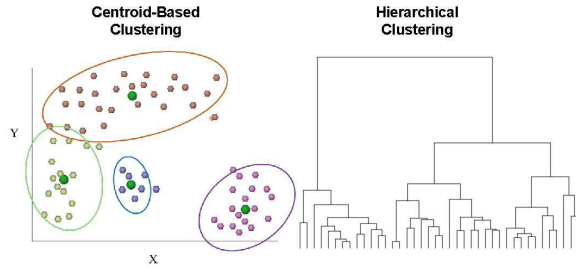 Centroid-Based
Clustering
Hierarchical
Clustering
Y
X